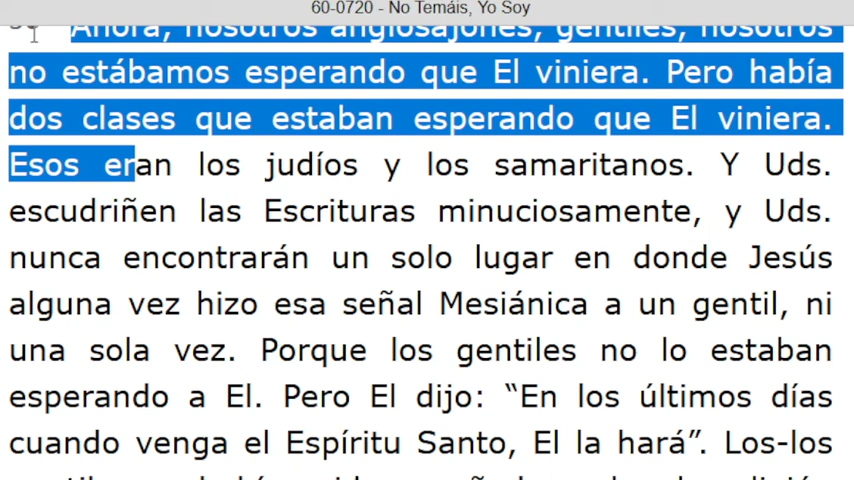 60-0720 - No Temáis, Yo Soy
Ahora, nosotros anglosajones, gentiles, nosotros
no estábamos esperando que El viniera. Pero había
dos clases que estaban esperando que El viniera.
Esos eran los judíos y los samaritanos. Y Uds.
escudriñen las Escrituras minuciosamente, y Uds.
nunca encontrarán un solo lugar en donde Jesús
alguna vez hizo esa señal Mesiánica a un gentil, ni
una sola vez. Porque los gentiles no lo estaban
esperando a El. Pero El dijo: “En los últimos días
cuando venga el Espíritu Santo, El la hará”. Los-los